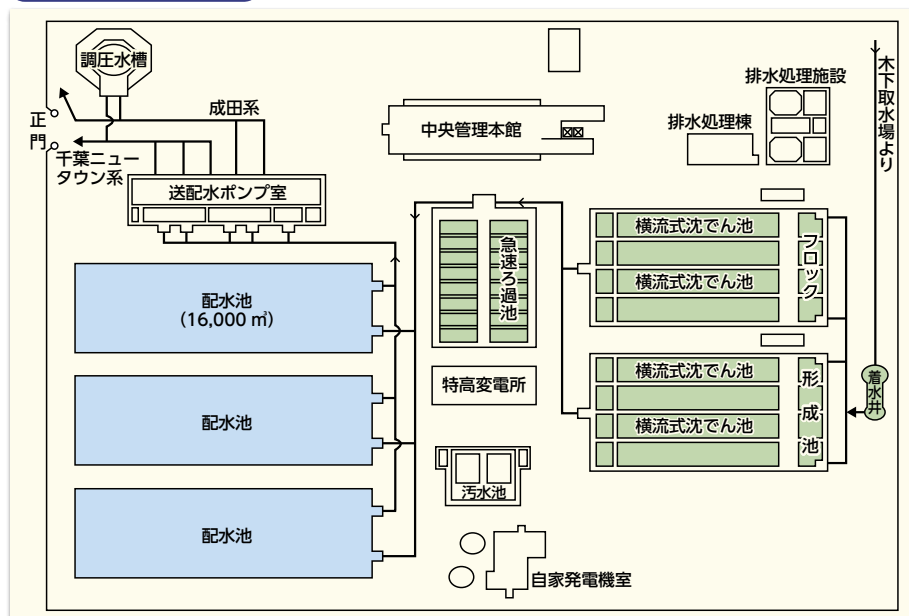 調圧水槽
成田系
正門
千葉ニュー
タウン系
送配水ポンプ室
中央管理本館
排水処理施設
排水処理棟
木下取水場より
配水池
(16,000 ㎥)
配水池
配水池
急速ろ過池
特高変電所
汚水池
自家発電機室
横流式沈でん池
横流式沈でん池
フロック
横流式沈でん池
横流式沈でん池
形成池
着水井